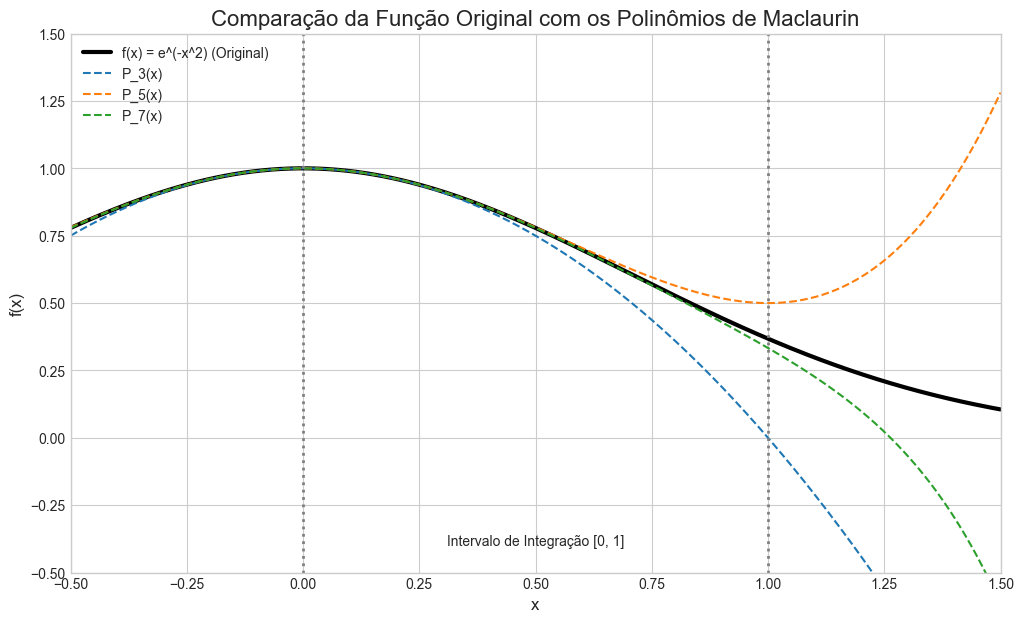 Comparação da Função Original com os Polinômios de Maclaurin
f(x) = e^(-x^2) (Original)
P_3(x)
P_5(x)
P_7(x)
1.50
1.25
1.00
0.75
0.50
0.25
0.00
−0.25
−0.50
f(x)
Intervalo de Integração [0, 1]
−0.50 −0.25 0.00 0.25 0.50 0.75 1.00 1.25 1.50
x